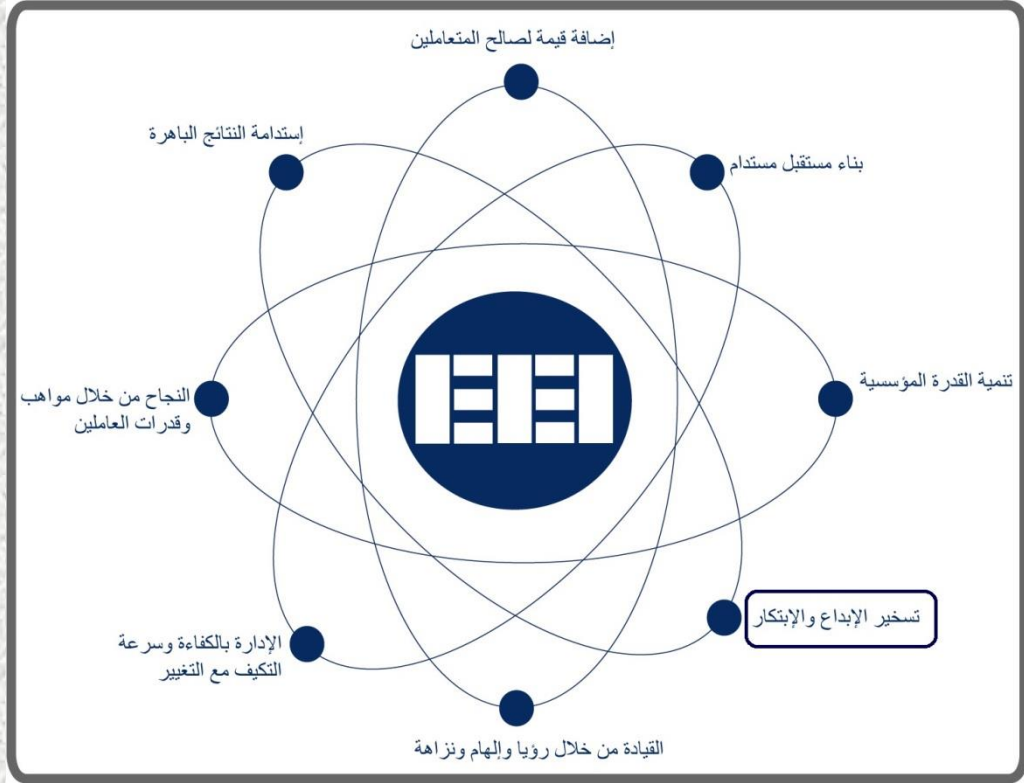 إضافة قيمة لصالح المتعاملين
بناء مستقبل مستدام
تنمية القدرة المؤسسية
تسخير الإبداع والإبتكار
القيادة من خلال رؤيا وإلهام ونزاهة
الإدارة بالكفاءة وسرعة
التكيف مع التغيير
النجاح من خلال مواهب
وقدرات العاملين
إستدامة النتائج الباهرة